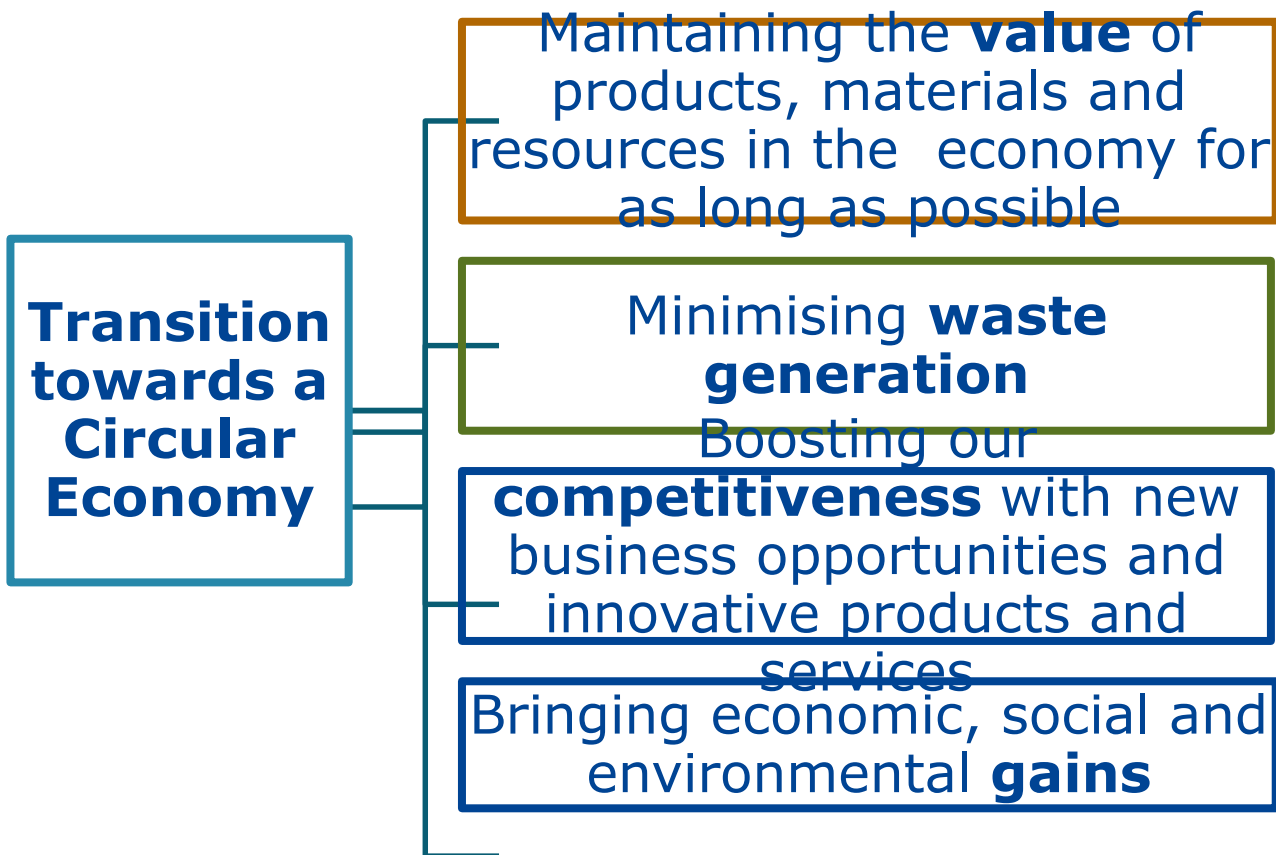 Maintaining the value of
products, materials and
resources in the economy for
as long as possible
Transition
towards a
Circular
Economy
Minimising waste
generation
Boosting our
competitiveness with new
business opportunities and
innovative products and
services
Bringing economic, social and
environmental gains